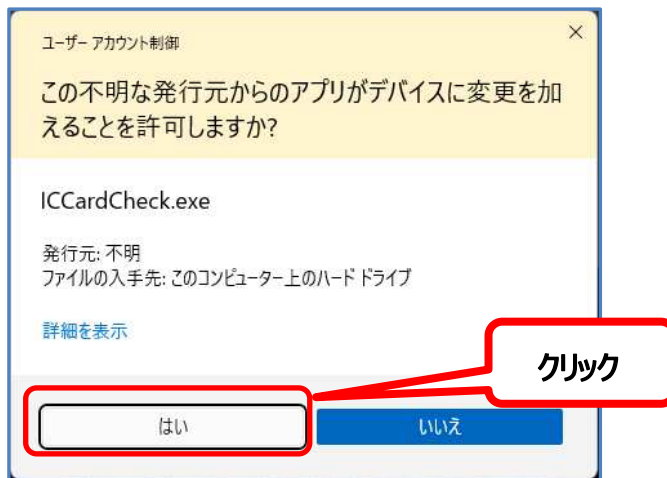 ユーザー アカウント制御
×
この不明な発行元からのアプリがデバイスに変更を加
えることを許可しますか?
ICCardCheck.exe
発行元: 不明
ファイルの入手先: このコンピューター上のハード ドライブ
詳細を表示
クリック
はい
いいえ